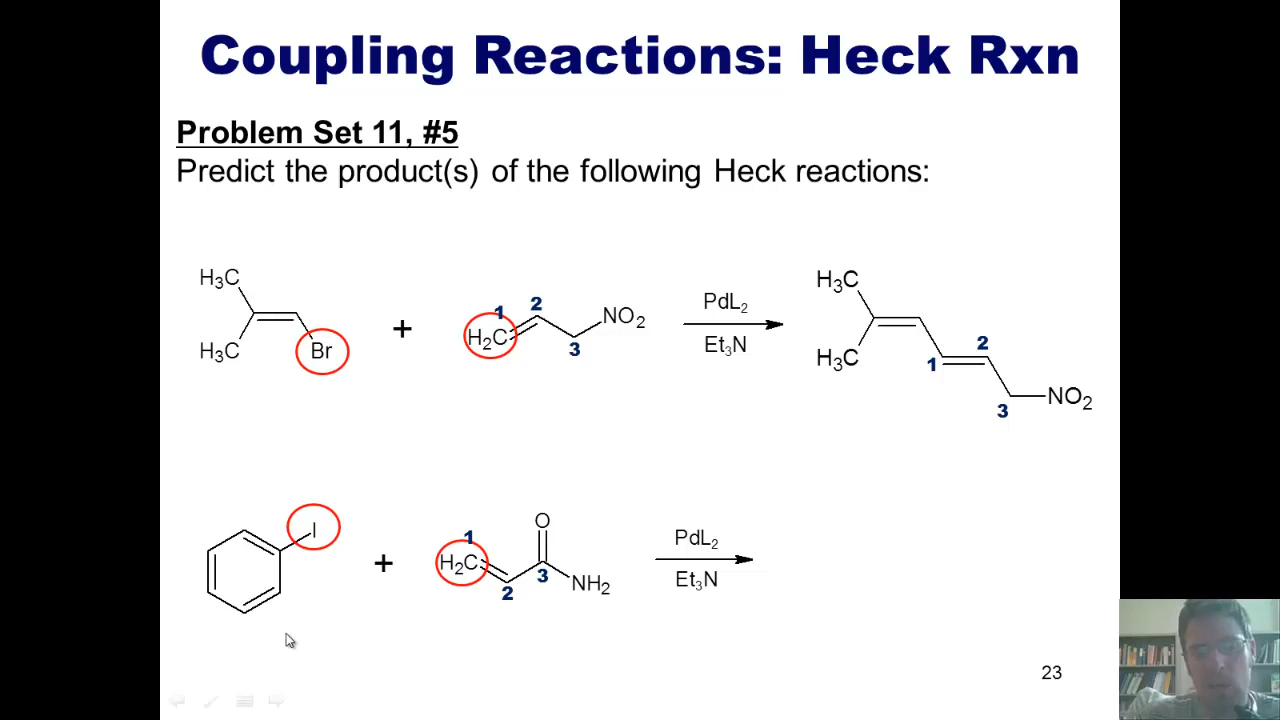 Coupling Reactions: Heck Rxn
Problem Set 11, #5
Predict the product(s) of the following Heck reactions:
H3C
H3C
Br
+
H2C
1
2
3
NO2
PdL2
Et3N
H3C
H3C
1
2
3
NO2
I
+
H2C
1
2
3
O
NH2
PdL2
Et3N
23